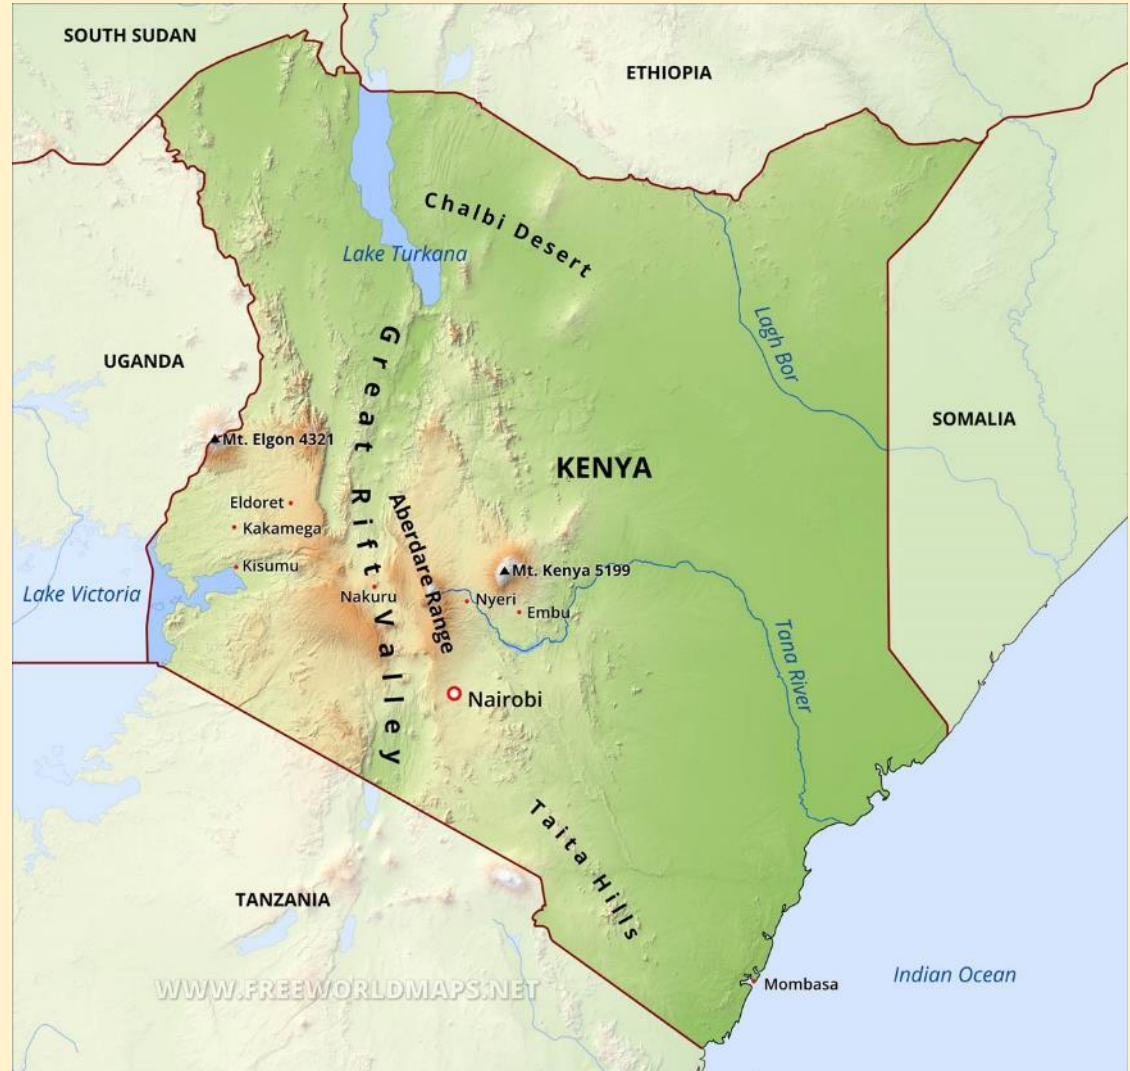 SOUTH SUDAN
ETHIOPIA
Chalbi Desert
Lake Turkana
Lagh Bor
UGANDA
Great Rift Valley
SOMALIA
Mt. Elgon 4321
KENYA
Eldoret
Kakamega
Aberdare Range
Kisumu
Mt. Kenya 5199
Lake Victoria
Nakuru
Nyeri
Embu
Tana River
Nairobi
Taita Hills
TANZANIA
Indian Ocean
Mombasa
WWW.FREEWORLDMAPS.NET